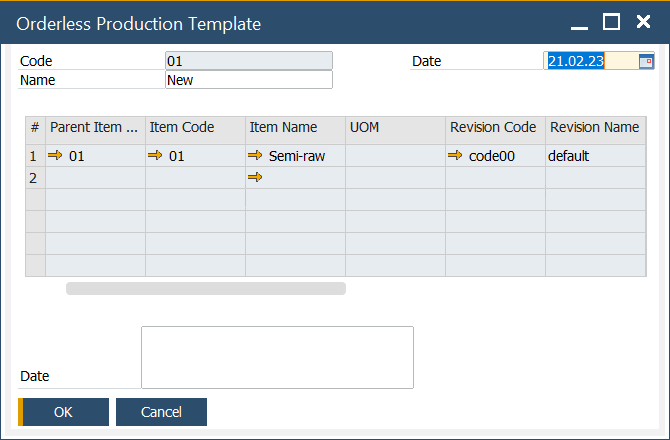 Orderless Production Template
Code 01 Date 21.02.23
Name New
# Parent Item ... Item Code Item Name UOM Revision Code Revision Name
1 01 01 Semi-raw code00 default
2
Date
OK Cancel